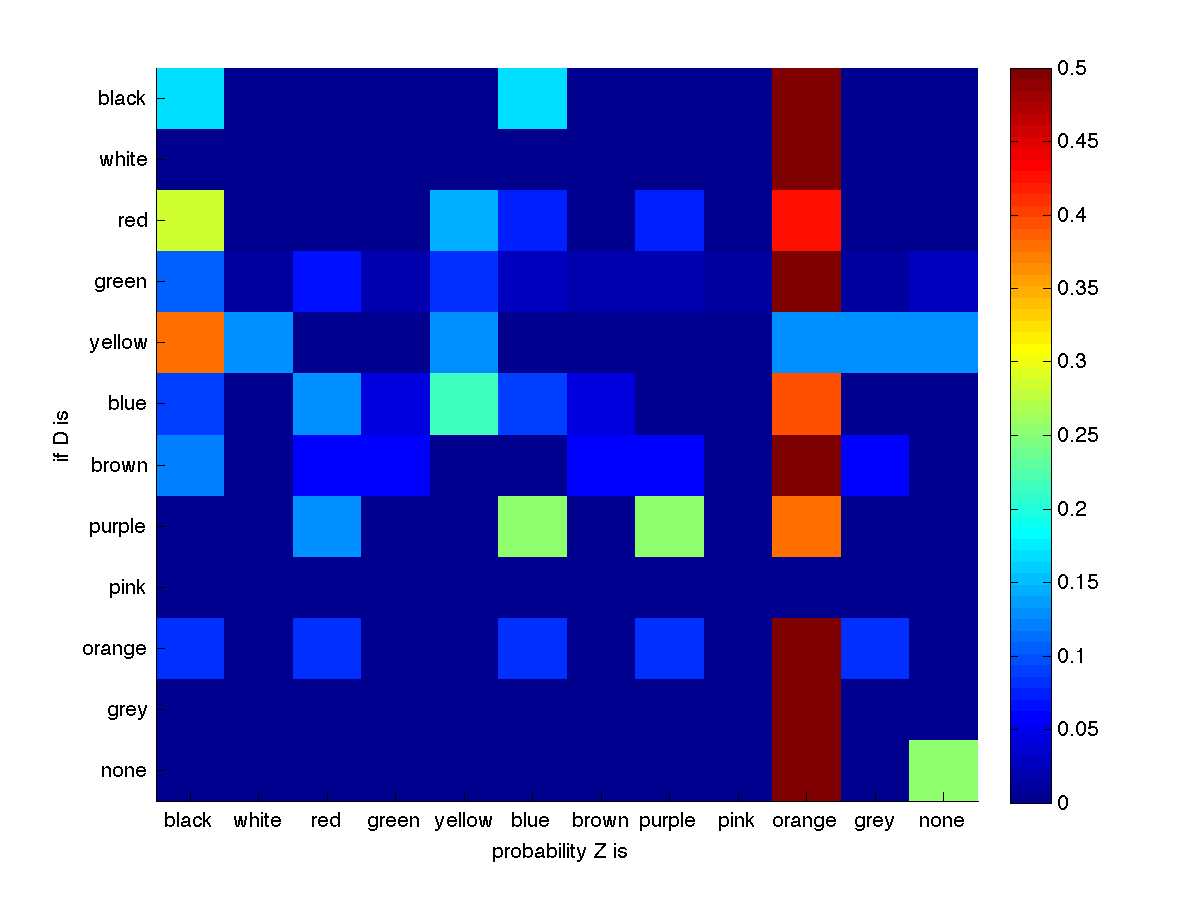 black
white
red
green
yellow
blue
brown
purple
pink
orange
grey
none
if D is
black white red green yellow blue brown purple pink orange grey none
probability Z is
0.5
0.45
0.4
0.35
0.3
0.25
0.2
0.15
0.1
0.05
0